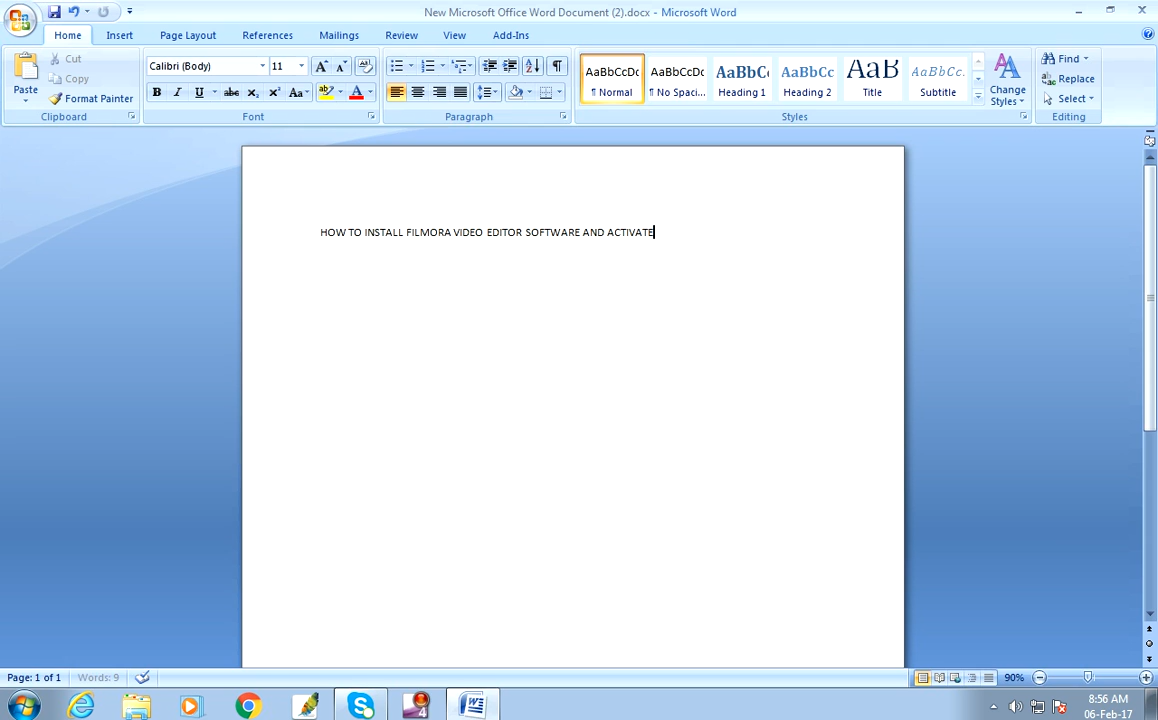 New Microsoft Office Word Document (2).docx - Microsoft Word
Home Insert Page Layout References Mailings Review View Add-Ins
Paste
Cut
Copy
Format Painter
Clipboard
Calibri (Body) 11
Font
Paragraph
AaBbCcDc AaBbCcDc AaBbCc AaBbCc AaB AaBbCc.
¶ Normal ¶ No Spaci... Heading 1 Heading 2 Title Subtitle
Change Styles
Styles
Find
Replace
Select
Editing
HOW TO INSTALL FILMORA VIDEO EDITOR SOFTWARE AND ACTIVATE
Page: 1 of 1 Words: 9 90%
8:56 AM
06-Feb-17